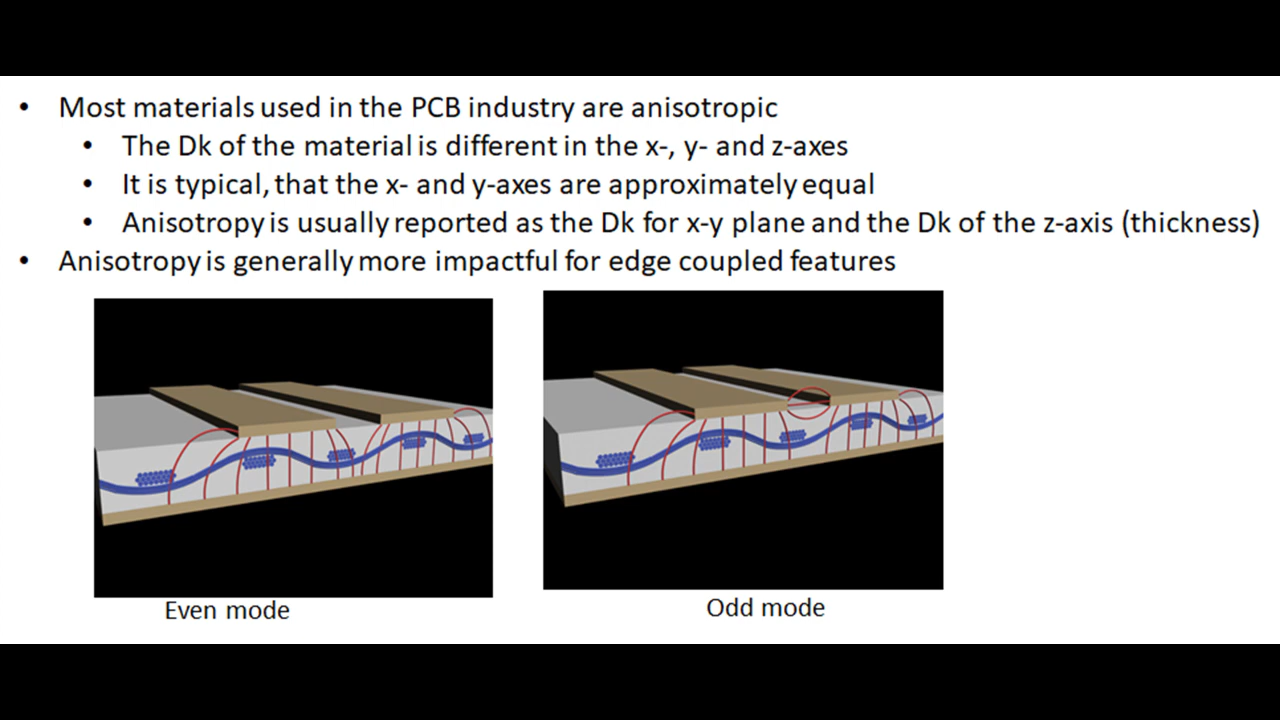 • Most materials used in the PCB industry are anisotropic
• The Dk of the material is different in the x-, y- and z-axes
• It is typical, that the x- and y-axes are approximately equal
• Anisotropy is usually reported as the Dk for x-y plane and the Dk of the z-axis (thickness)
• Anisotropy is generally more impactful for edge coupled features
Even mode
Odd mode